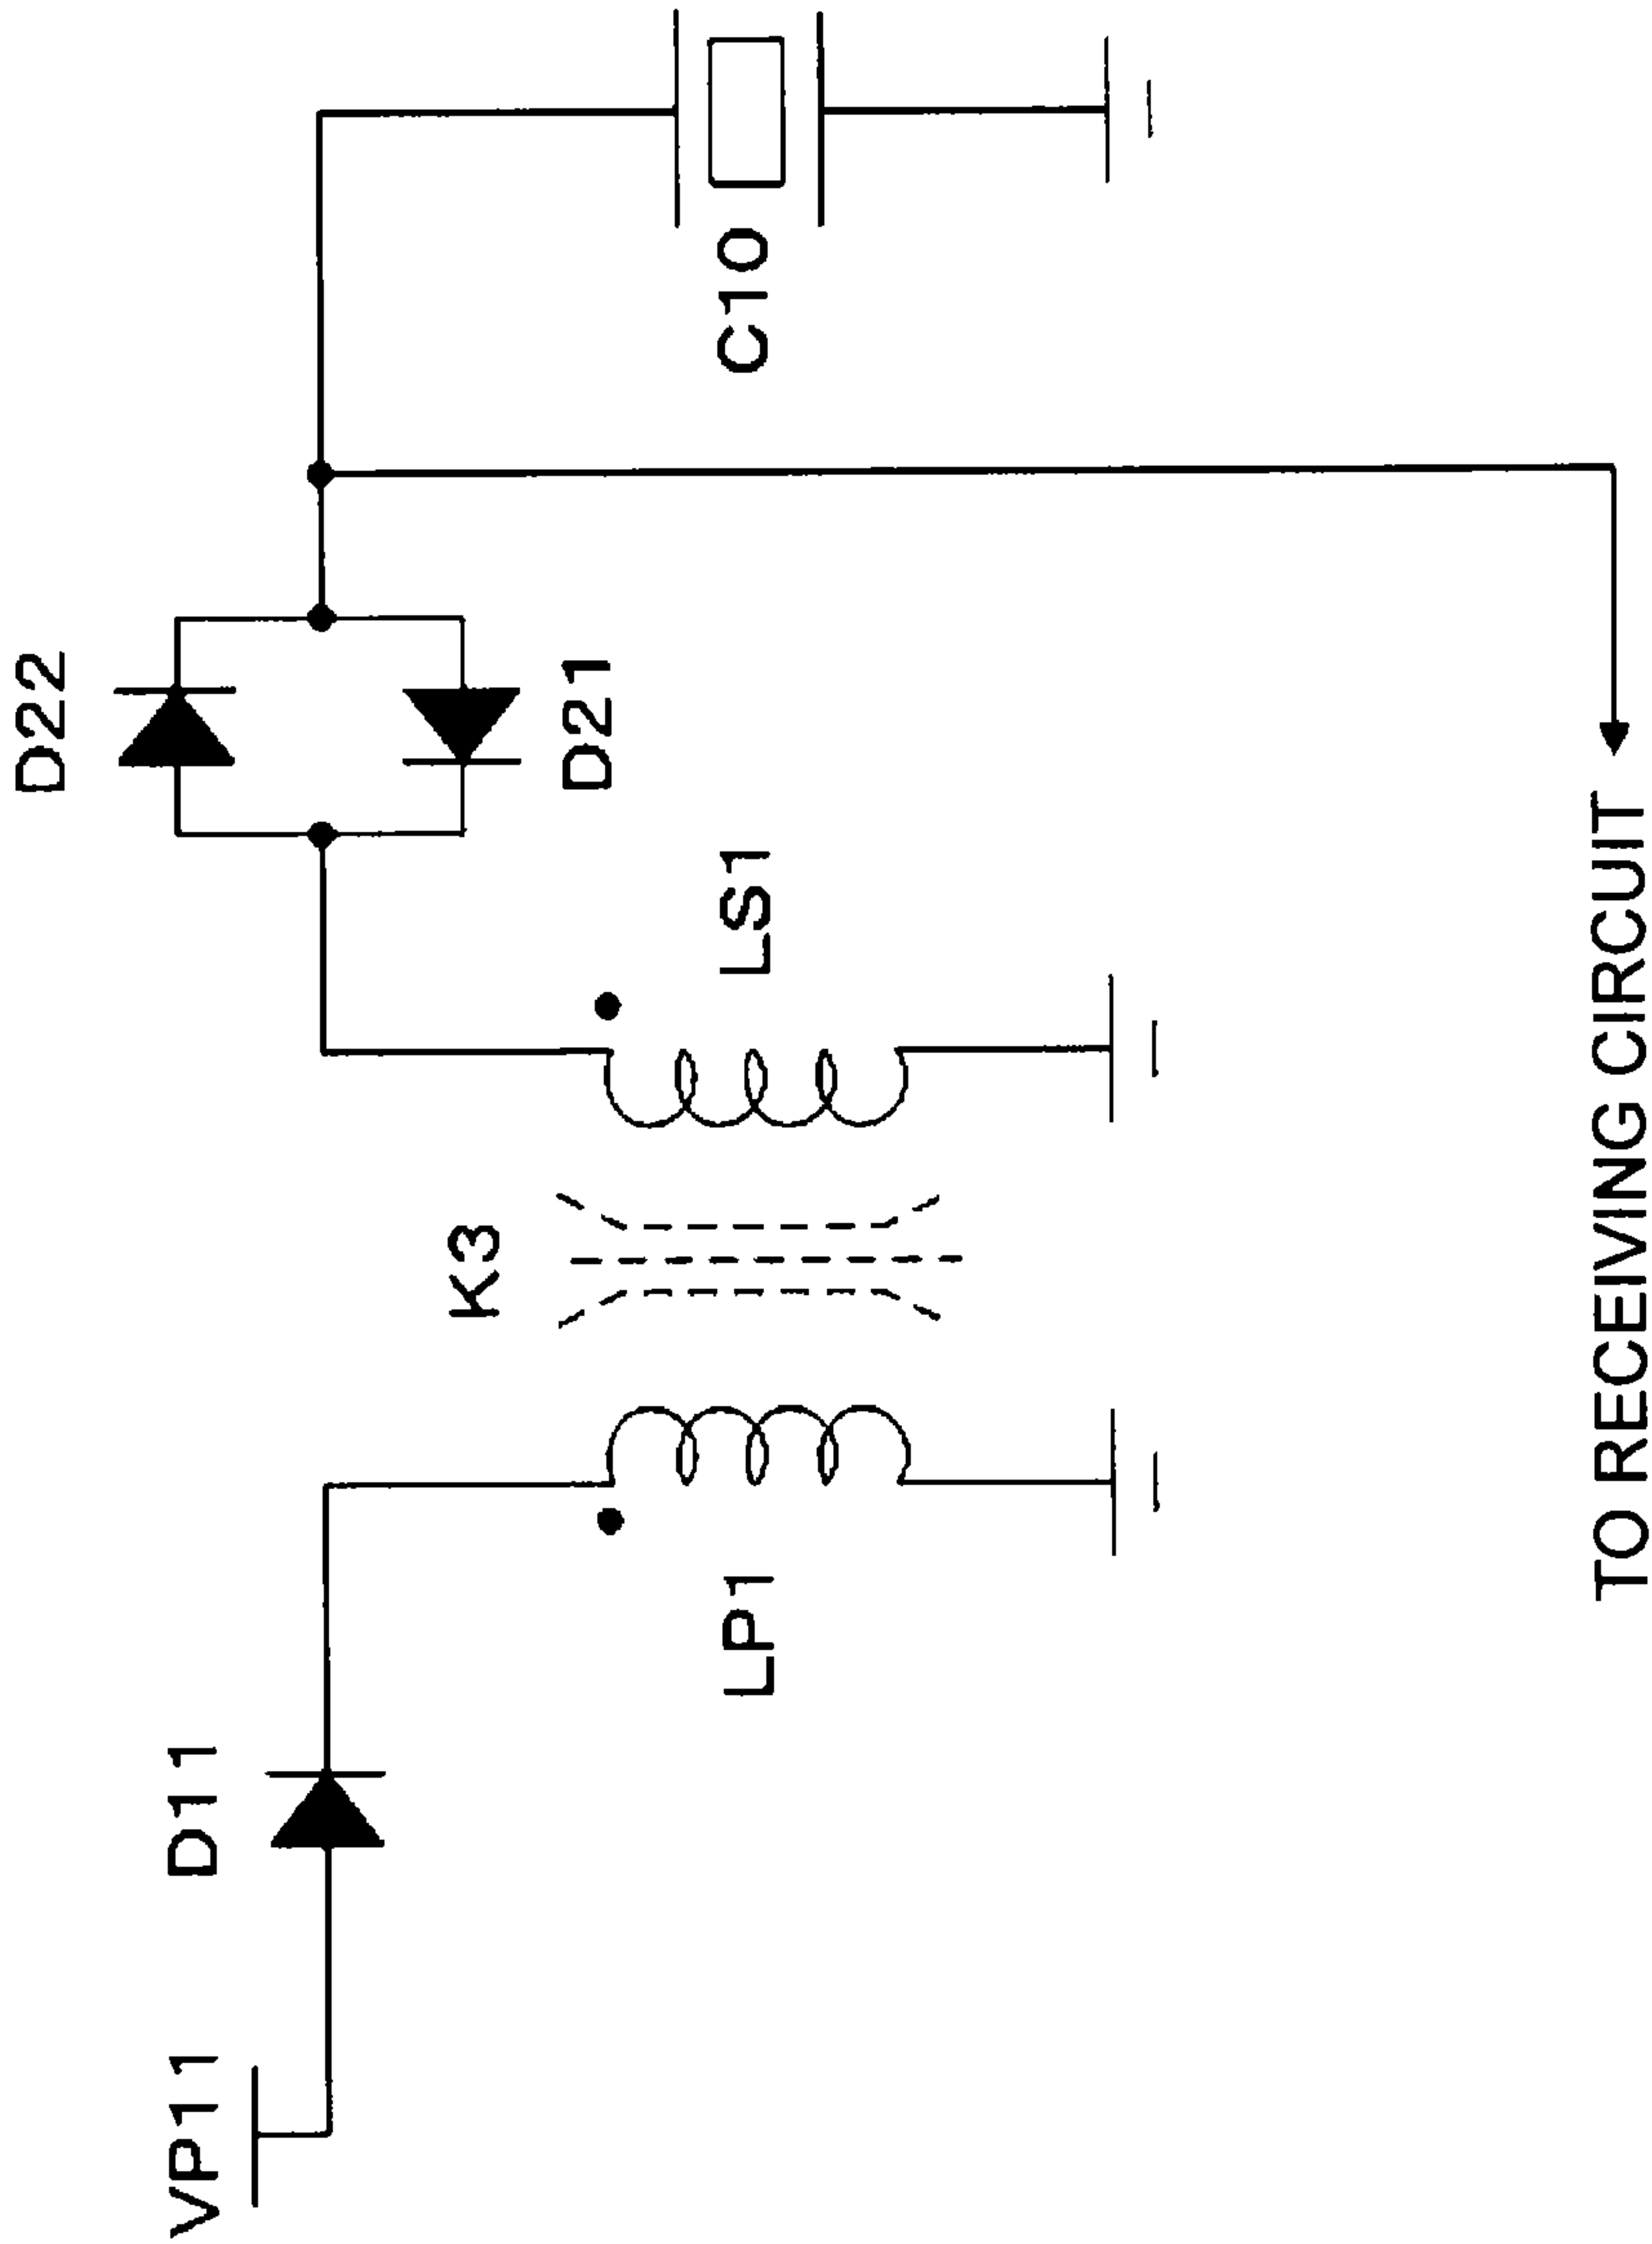 VP11
D11
LP1
K3
LS1
D22
D21
C10
TO RECEIVING CIRCUIT